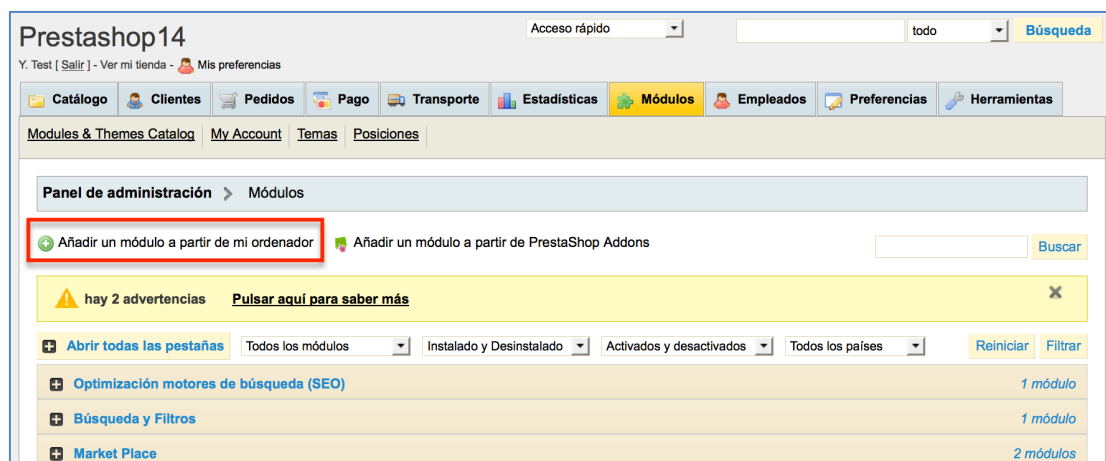 Prestashop14
Acceso rápido
todo
Búsqueda
Y. Test [ Salir ] - Ver mi tienda - Mis preferencias
Catálogo Clientes Pedidos Pago Transporte Estadísticas Módulos Empleados Preferencias Herramientas
Modules & Themes Catalog My Account Temas Posiciones
Panel de administración > Módulos
Añadir un módulo a partir de mi ordenador Añadir un módulo a partir de PrestaShop Addons Buscar
hay 2 advertencias Pulsar aquí para saber más
Abrir todas las pestañas Todos los módulos Instalado y Desinstalado Activados y desactivados Todos los países Reiniciar Filtrar
Optimización motores de búsqueda (SEO) 1 módulo
Búsqueda y Filtros 1 módulo
Market Place 2 módulos